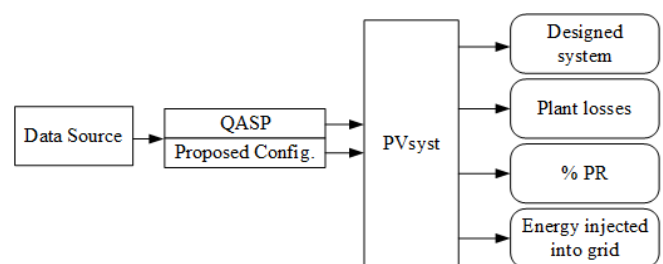 Data Source
QASP
Proposed Config.
PVsyst
Designed
system
Plant losses
% PR
Energy injected
into grid